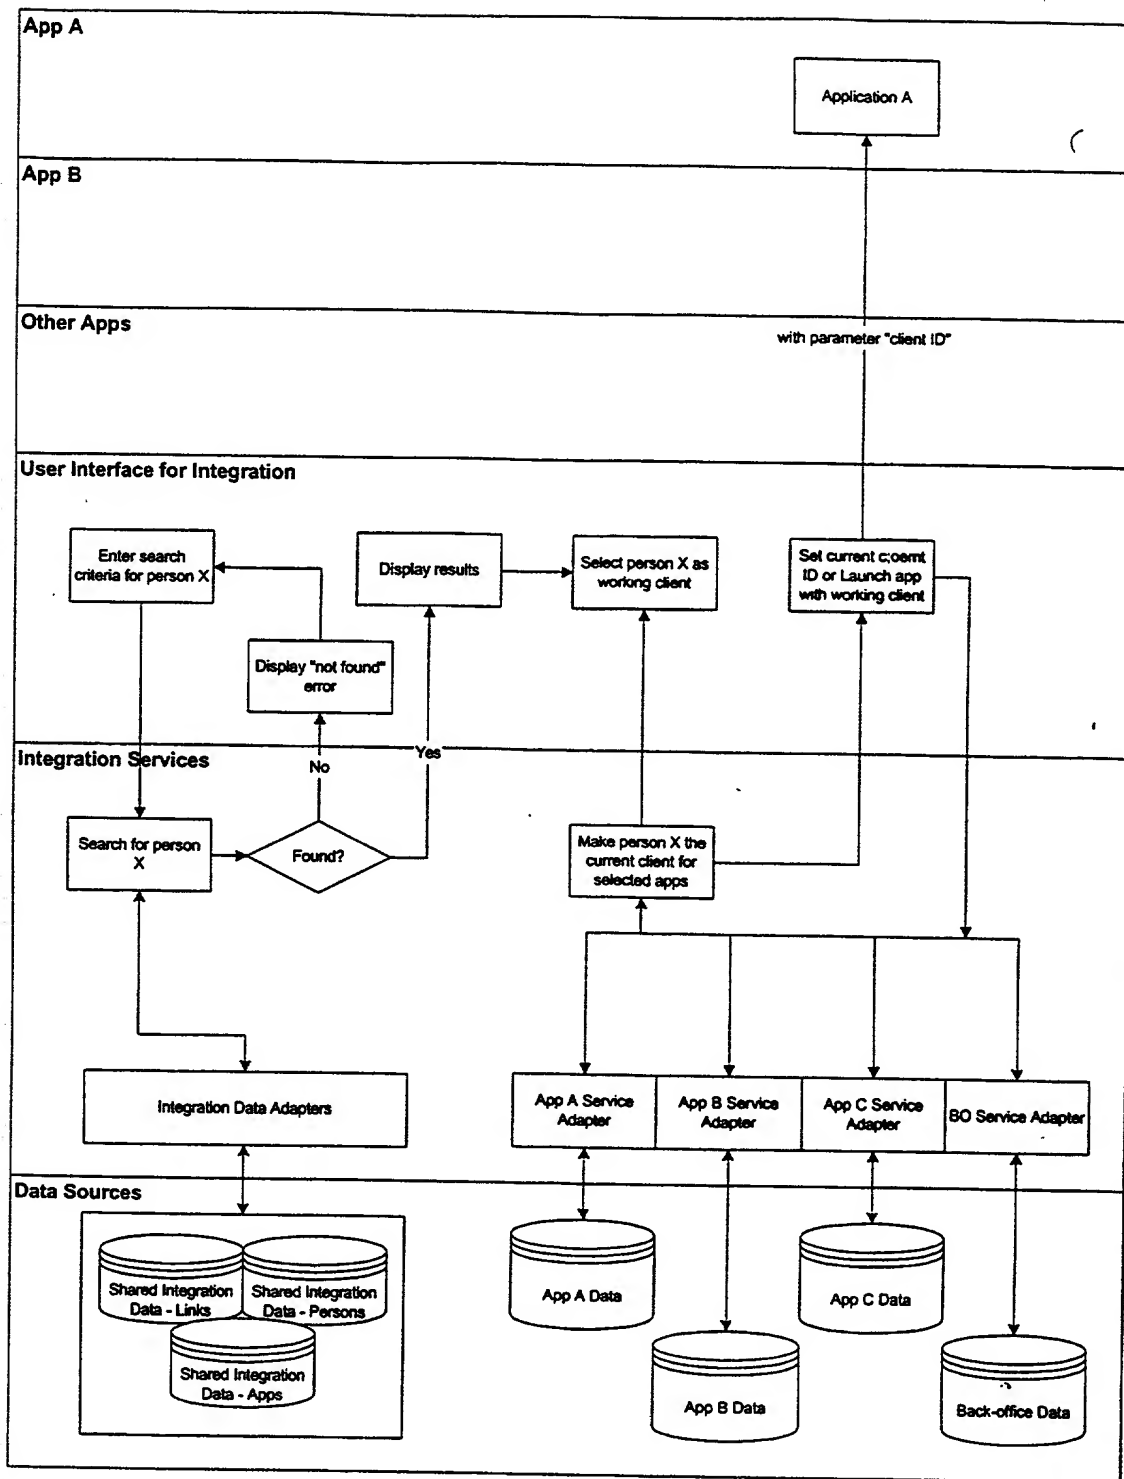 App A
Application A
App B
Other Apps
with parameter "client ID"
User Interface for Integration
Enter search
criteria for person X
Display results
Select person X as
working client
Set current c;oemt
ID or Launch app
with working client
Display "not found"
error
Integration Services
No
Yes
Search for person
X
Found?
Make person X the
current client for
selected apps
Integration Data Adapters
App A Service
Adapter
App B Service
Adapter
App C Service
Adapter
BO Service Adapter
Data Sources
Shared Integration
Data - Links
Shared Integration
Data - Persons
Shared Integration
Data - Apps
App A Data
App B Data
App C Data
Back-office Data